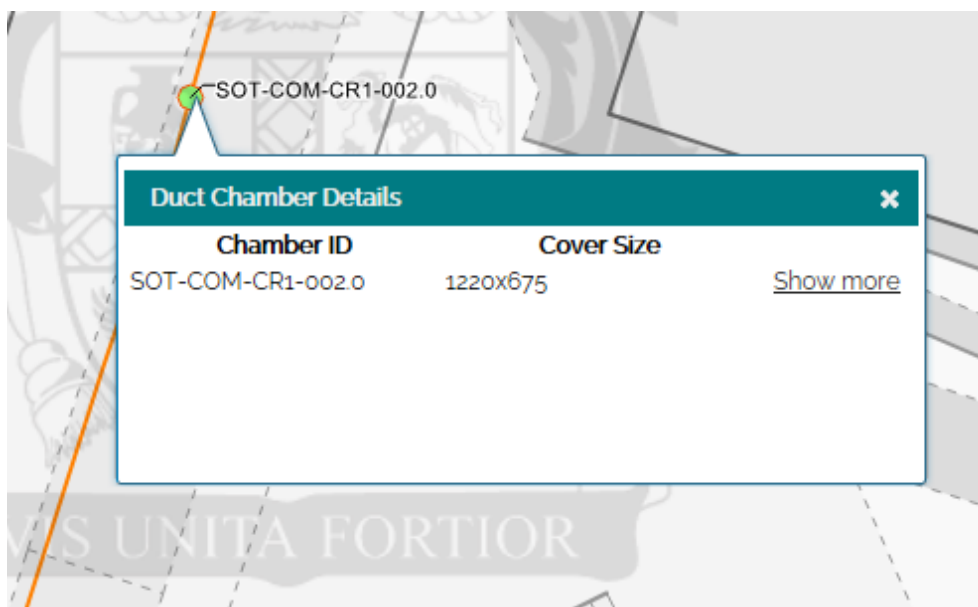 SOT-COM-CR1-002.0
Duct Chamber Details
Chamber ID Cover Size
SOT-COM-CR1-002.0 1220x675 Show more
VIS UNITA FORTIOR